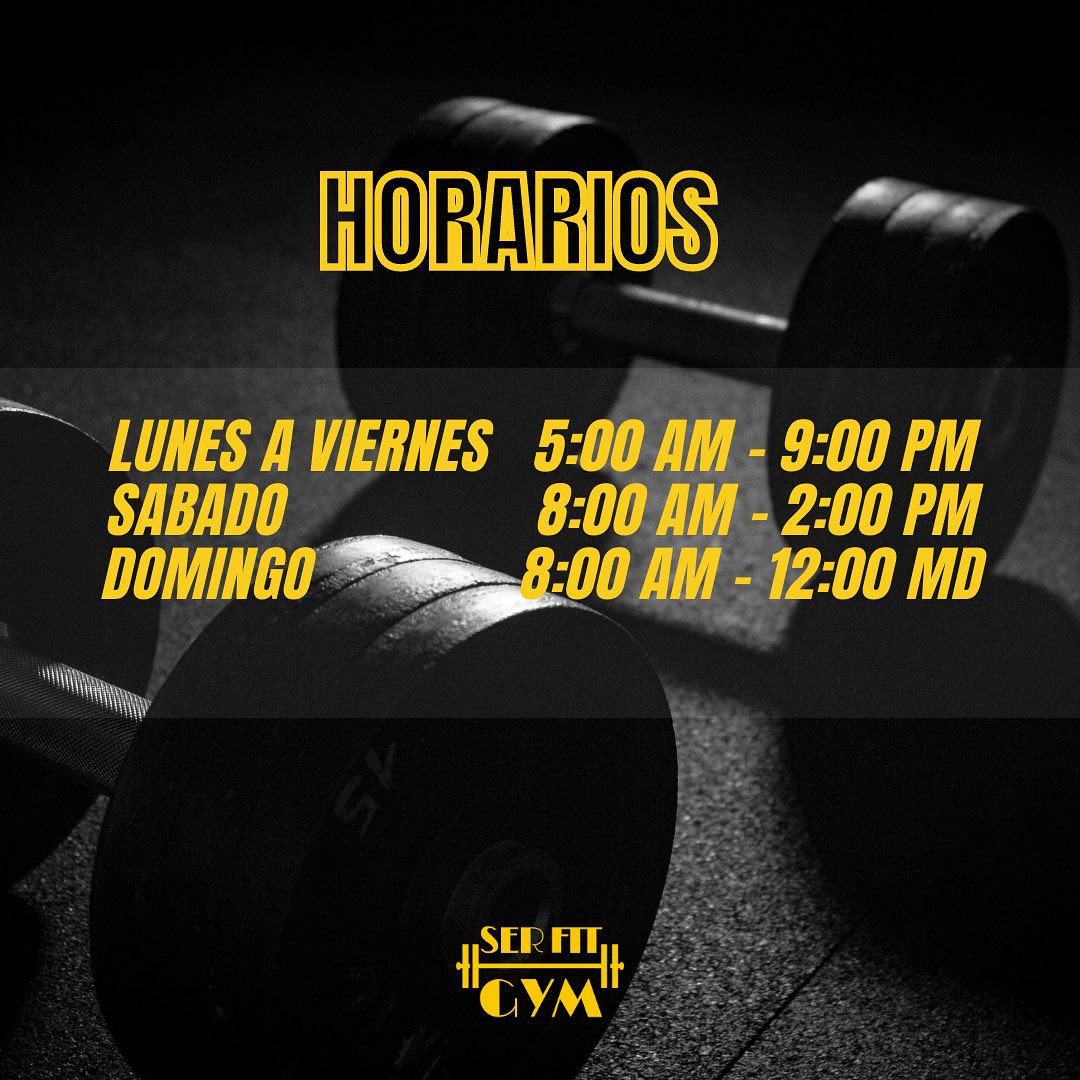 HORARIOS
LUNES A VIERNES 5:00 AM - 9:00 PM
SABADO 8:00 AM - 2:00 PM
DOMINGO 8:00 AM - 12:00 MD
SER FIT
GYM